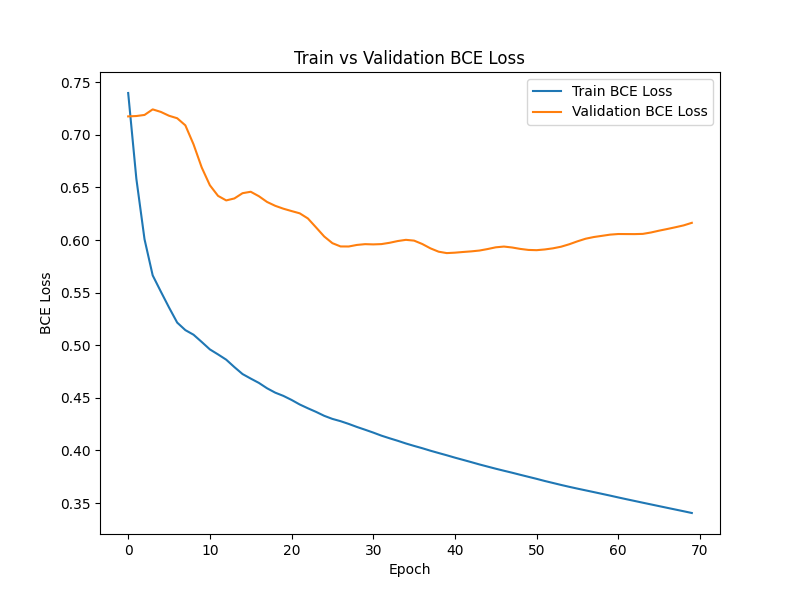 Train vs Validation BCE Loss
Train BCE Loss
Validation BCE Loss
0.75
0.70
0.65
0.60
0.55
0.50
0.45
0.40
0.35
BCE Loss
0 10 20 30 40 50 60 70
Epoch